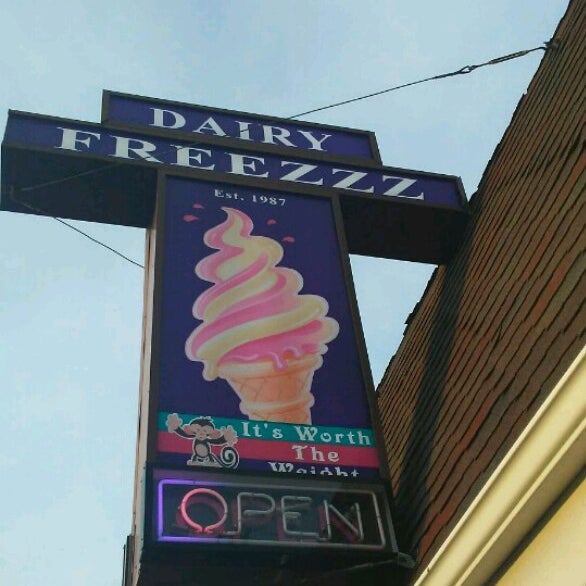 DAIRY
FREEZZZ
Est. 1987
It's Worth
The
Weight
OPEN